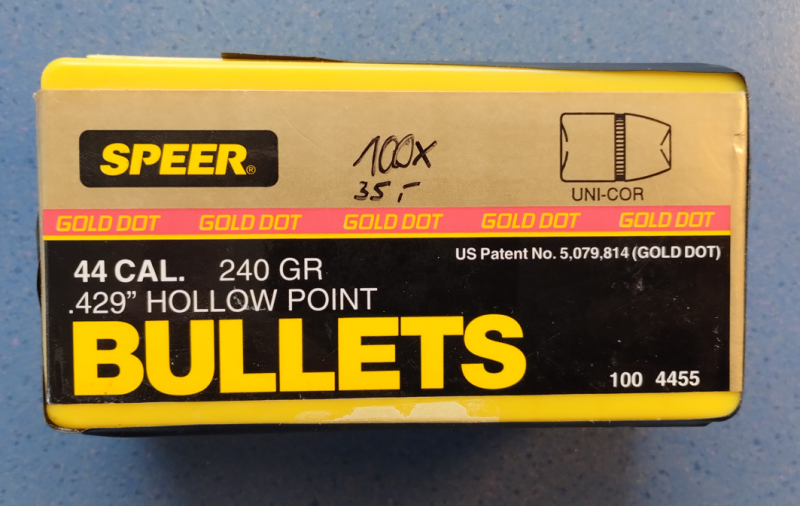 SPEER®
100x
35,-
UNI-COR
GOLD DOT GOLD DOT GOLD DOT GOLD DOT GOLD DOT
US Patent No. 5,079,814 (GOLD DOT)
44 CAL. 240 GR
.429” HOLLOW POINT
BULLETS
100 4455